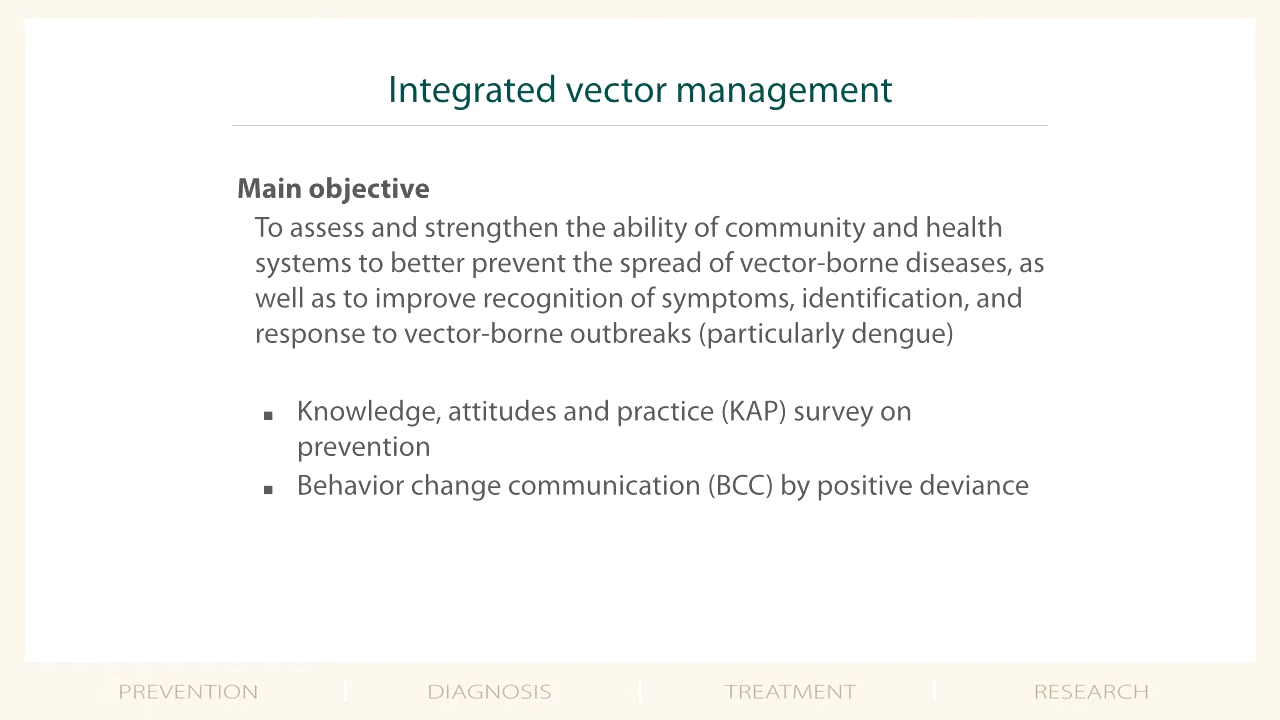 Integrated vector management
Main objective
To assess and strengthen the ability of community and health
systems to better prevent the spread of vector-borne diseases, as
well as to improve recognition of symptoms, identification, and
response to vector-borne outbreaks (particularly dengue)
▪ Knowledge, attitudes and practice (KAP) survey on
prevention
▪ Behavior change communication (BCC) by positive deviance
PREVENTION | DIAGNOSIS | TREATMENT | RESEARCH